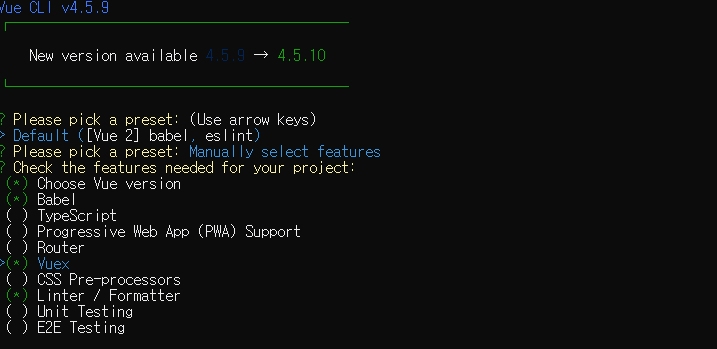 Vue CLI v4.5.9
New version available 4.5.9 → 4.5.10
? Please pick a preset: (Use arrow keys)
> Default ([Vue 2] babel, eslint)
? Please pick a preset: Manually select features
? Check the features needed for your project:
(*) Choose Vue version
(*) Babel
( ) TypeScript
( ) Progressive Web App (PWA) Support
( ) Router
>(*) Vuex
( ) CSS Pre-processors
(*) Linter / Formatter
( ) Unit Testing
( ) E2E Testing